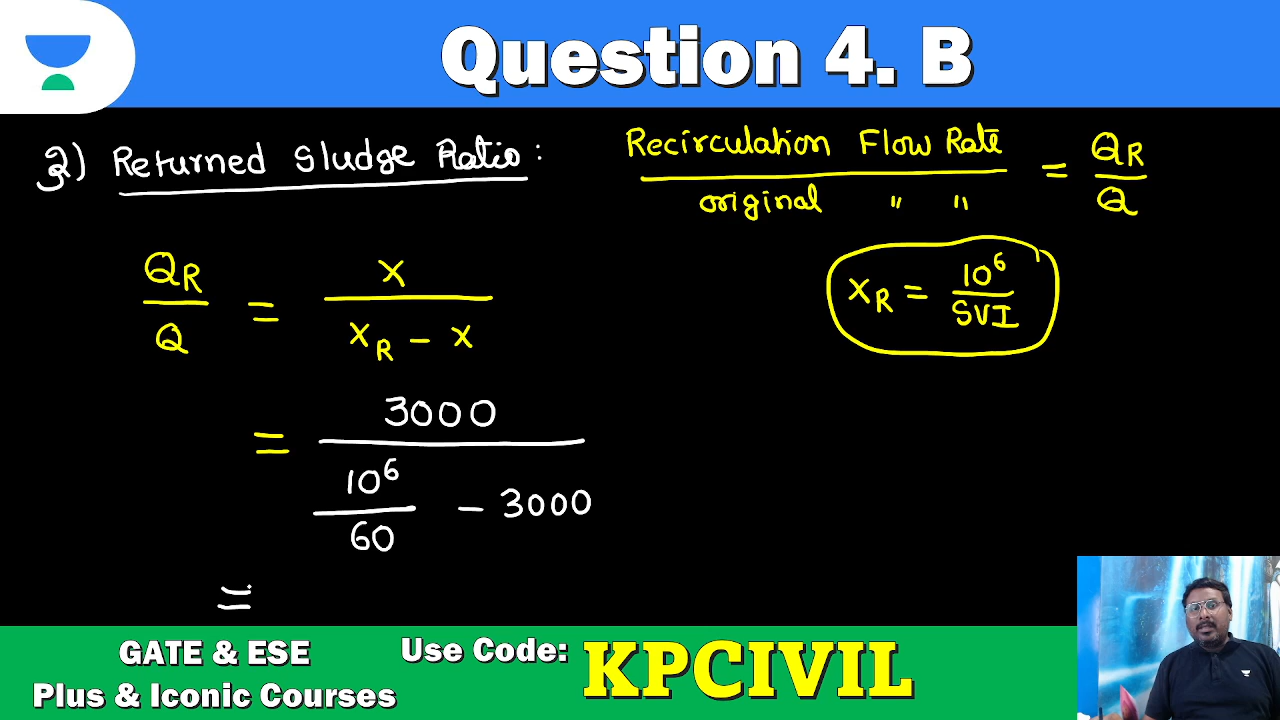 Question 4. B
2) Returned Sludge Ratio :
Recirculation Flow Rate / original " " = QR / Q
QR / Q = X / XR - X
XR = 10^6 / SVI
= 3000 / 10^6 / 60 - 3000
=
GATE & ESE
Plus & Iconic Courses
Use Code: KPCIVIL